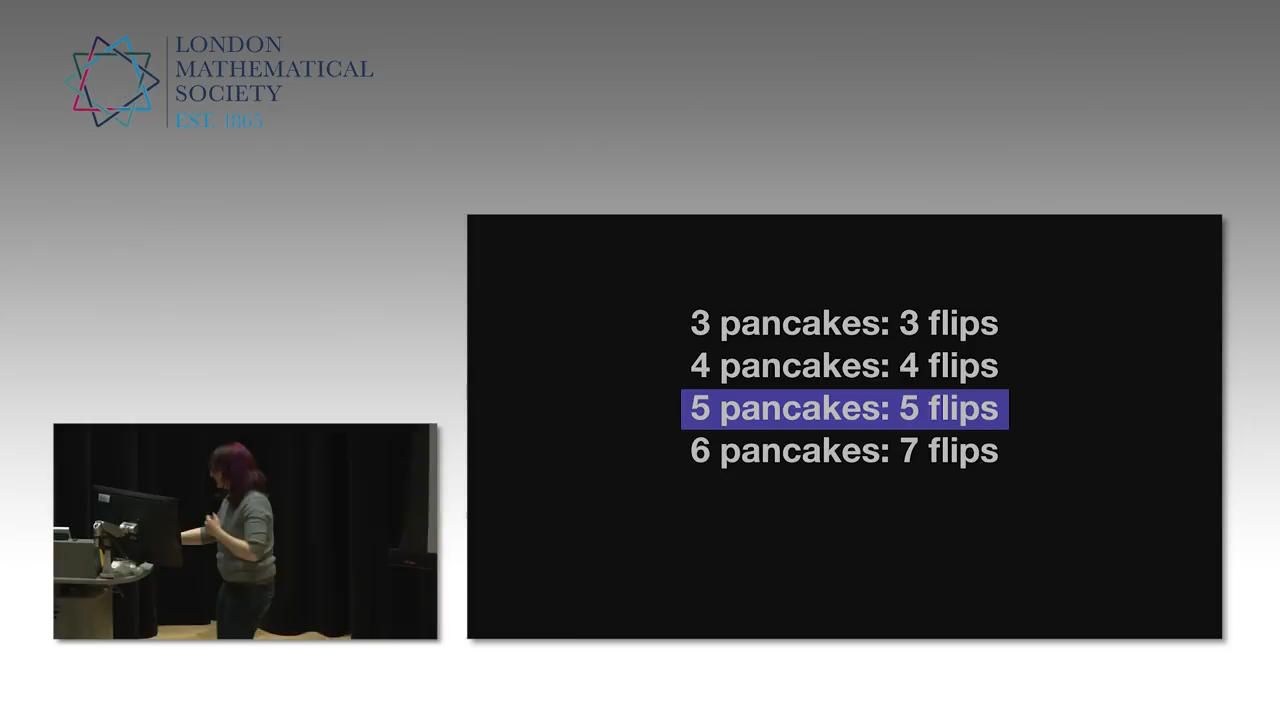 LONDON
MATHEMATICAL
SOCIETY
EST. 1865
3 pancakes: 3 flips
4 pancakes: 4 flips
5 pancakes: 5 flips
6 pancakes: 7 flips